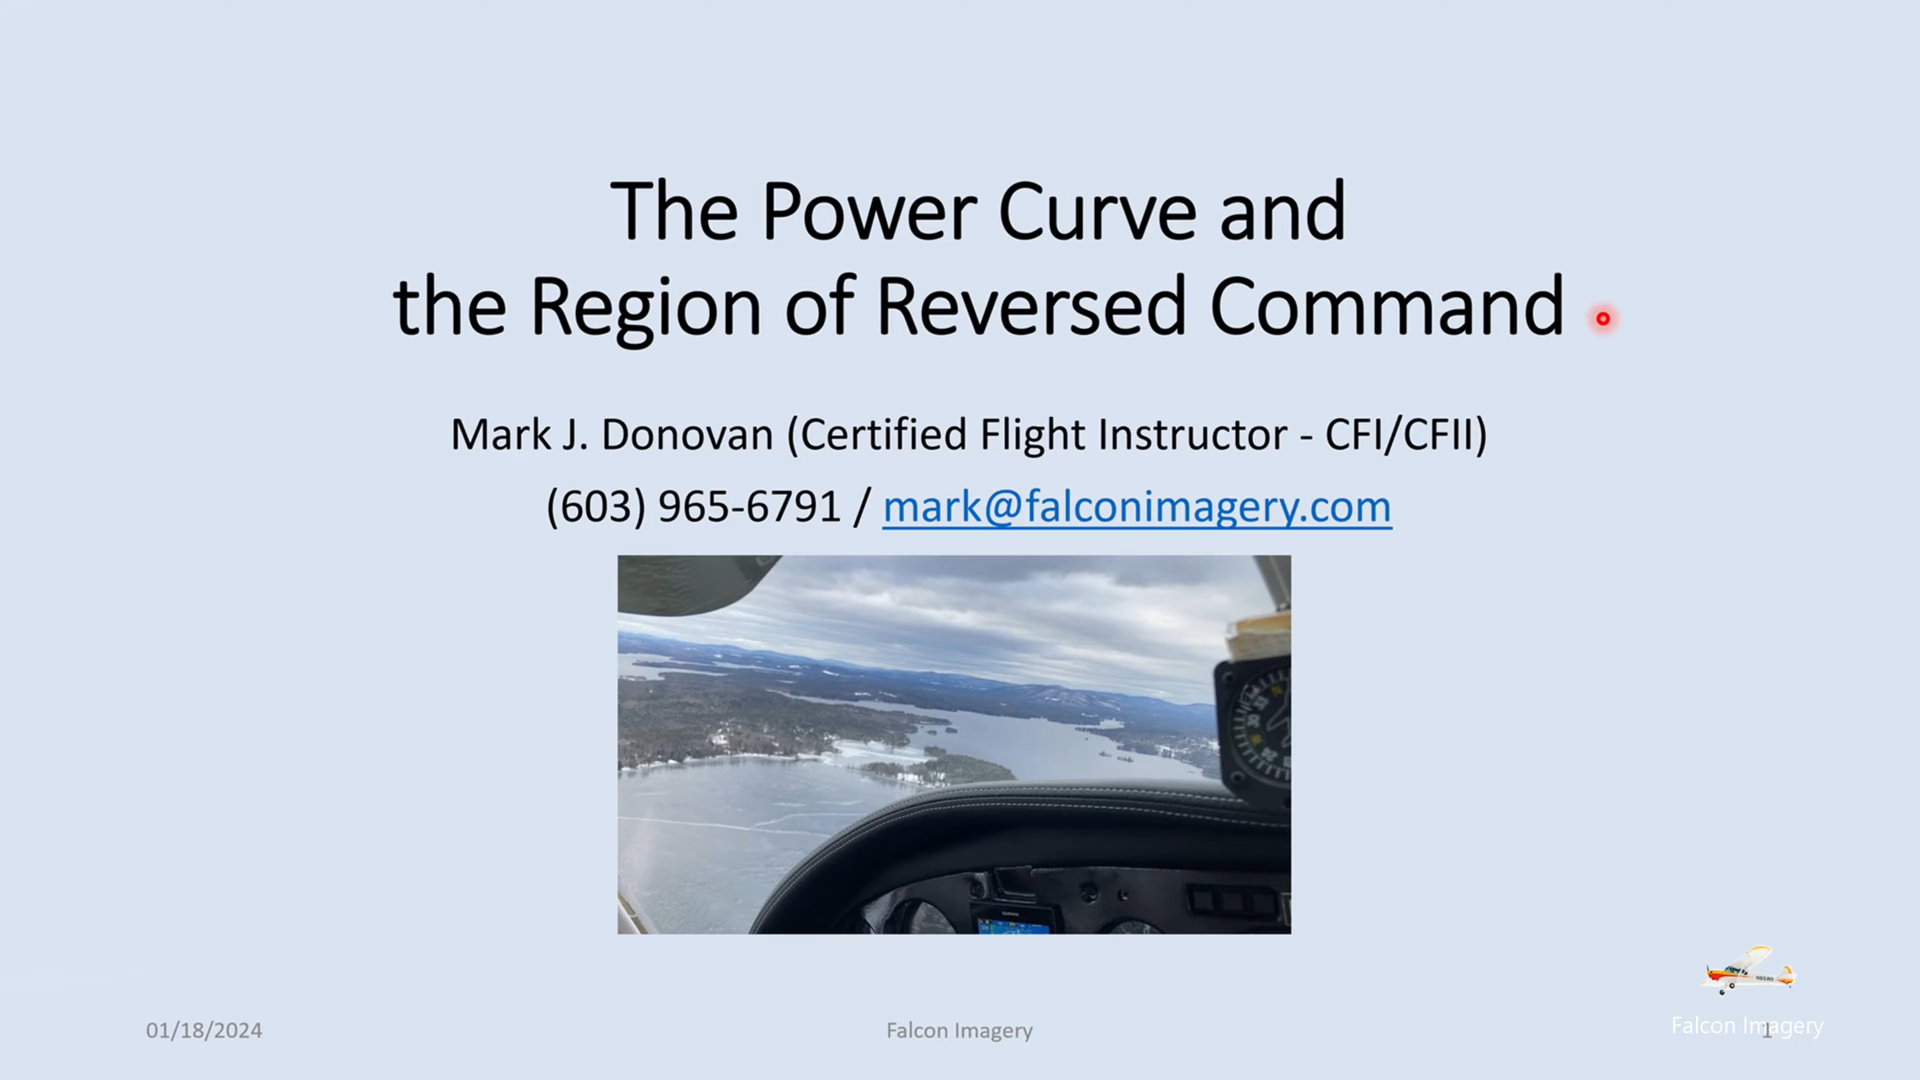 The Power Curve and
the Region of Reversed Command
Mark J. Donovan (Certified Flight Instructor - CFI/CFII)
(603) 965-6791 / mark@falconimagery.com
01/18/2024
Falcon Imagery
Falcon Imagery
1